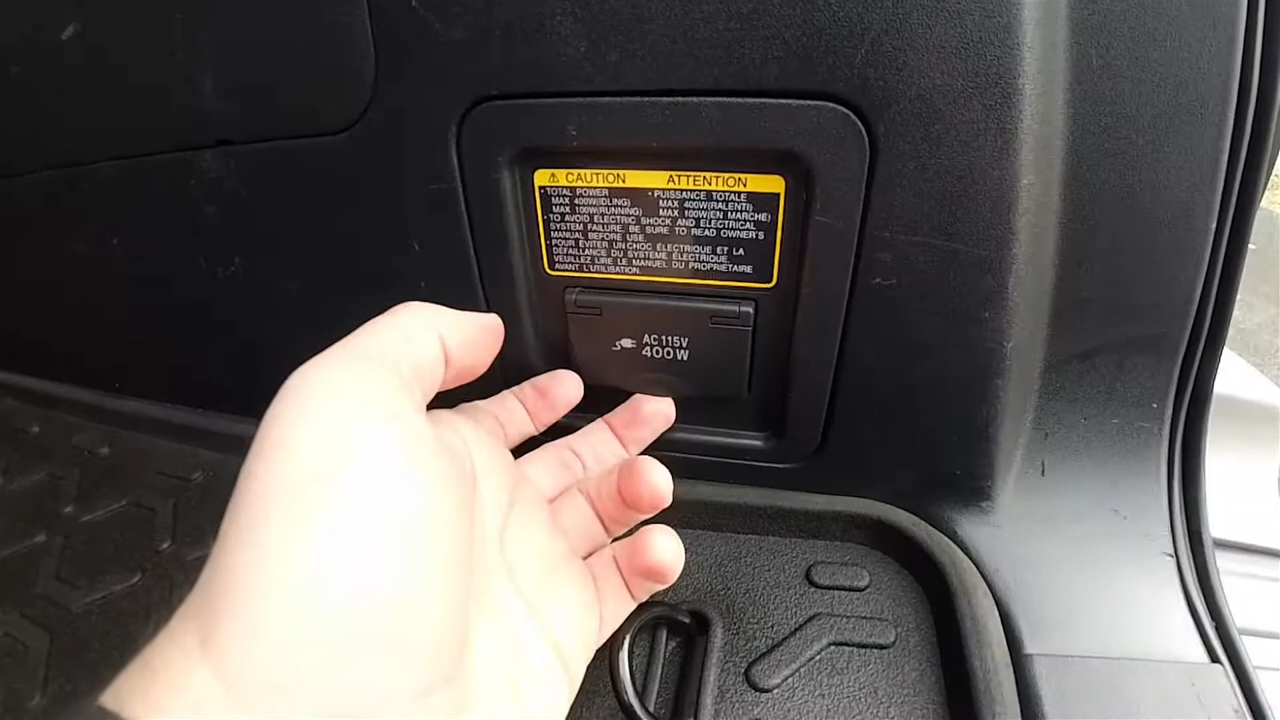 CAUTION ATTENTION
• TOTAL POWER
MAX 400W(IDLING)
MAX 100W(RUNNING)
• PUISSANCE TOTALE
MAX 400W(RALENTI)
MAX 100W(EN MARCHE)
• TO AVOID ELECTRIC SHOCK AND ELECTRICAL
SYSTEM FAILURE, BE SURE TO READ OWNER'S
MANUAL BEFORE USE.
• POUR ÉVITER UN CHOC ÉLECTRIQUE ET LA
DÉFAILLANCE DU SYSTÈME ÉLECTRIQUE,
VEUILLEZ LIRE LE MANUEL DU PROPRIÉTAIRE
AVANT L'UTILISATION.
AC 115V
400W